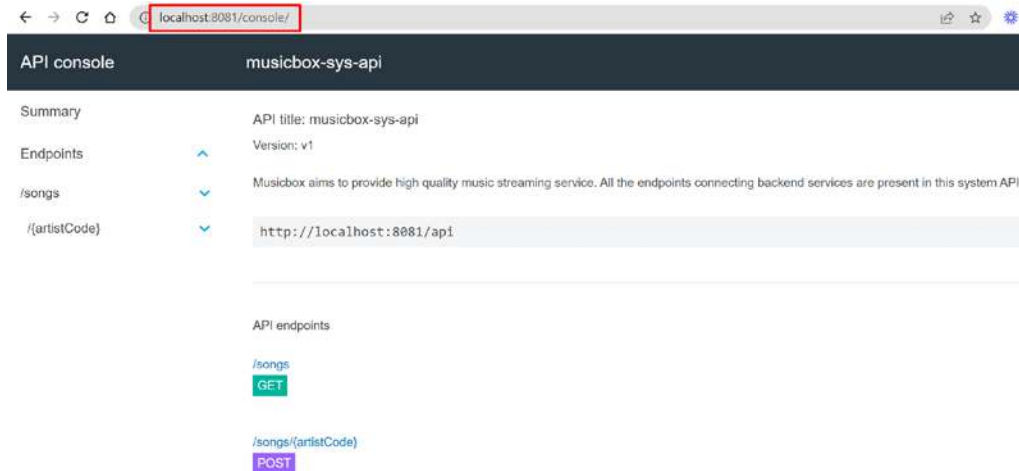 localhost:8081/console/
API console
musicbox-sys-api
Summary
Endpoints
/songs
/{artistCode}
API title: musicbox-sys-api
Version: v1
Musicbox aims to provide high quality music streaming service. All the endpoints connecting backend services are present in this system API
http://localhost:8081/api
API endpoints
/songs
GET
/songs/{artistCode}
POST